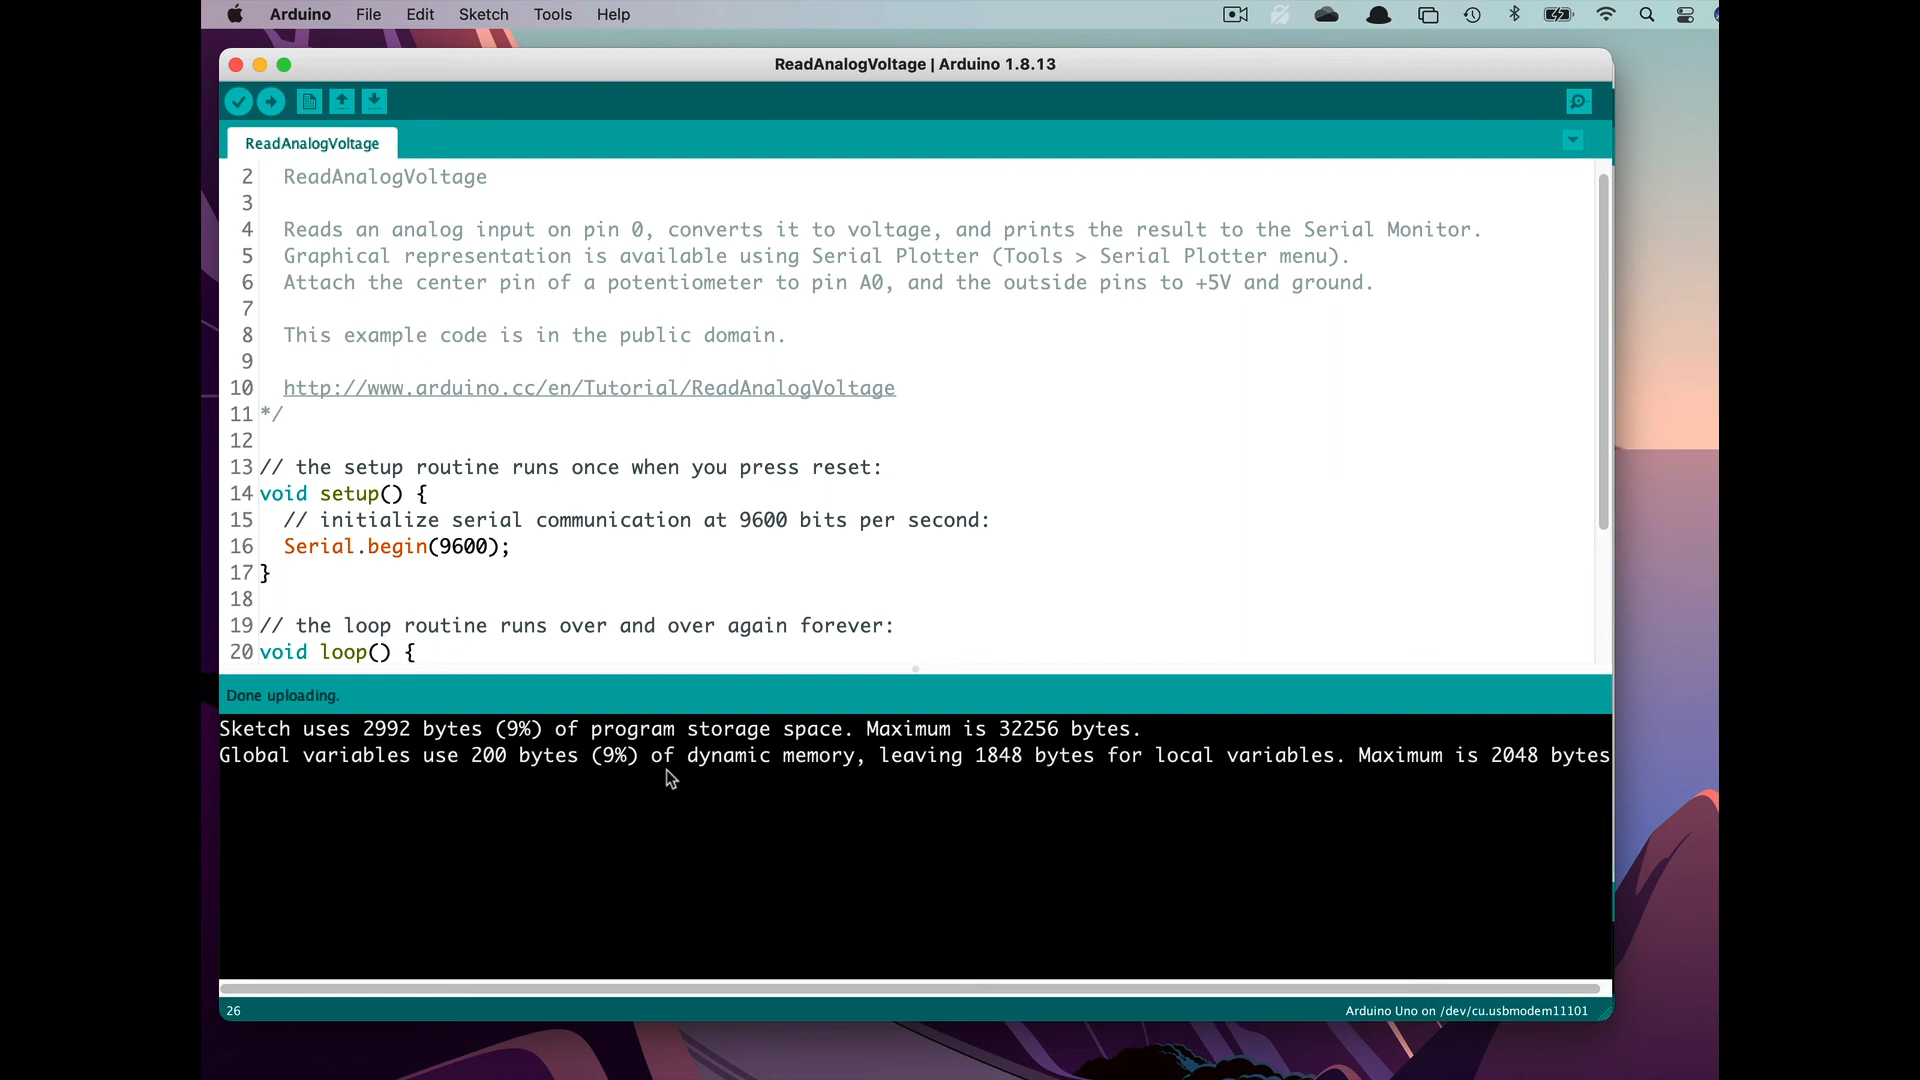 Arduino File Edit Sketch Tools Help
ReadAnalogVoltage | Arduino 1.8.13
ReadAnalogVoltage
2 ReadAnalogVoltage
3
4 Reads an analog input on pin 0, converts it to voltage, and prints the result to the Serial Monitor.
5 Graphical representation is available using Serial Plotter (Tools > Serial Plotter menu).
6 Attach the center pin of a potentiometer to pin A0, and the outside pins to +5V and ground.
7
8 This example code is in the public domain.
9
10 http://www.arduino.cc/en/Tutorial/ReadAnalogVoltage
11 */
12
13 // the setup routine runs once when you press reset:
14 void setup() {
15 // initialize serial communication at 9600 bits per second:
16 Serial.begin(9600);
17 }
18
19 // the loop routine runs over and over again forever:
20 void loop() {
Done uploading.
Sketch uses 2992 bytes (9%) of program storage space. Maximum is 32256 bytes.
Global variables use 200 bytes (9%) of dynamic memory, leaving 1848 bytes for local variables. Maximum is 2048 bytes
26 Arduino Uno on /dev/cu.usbmodem11101